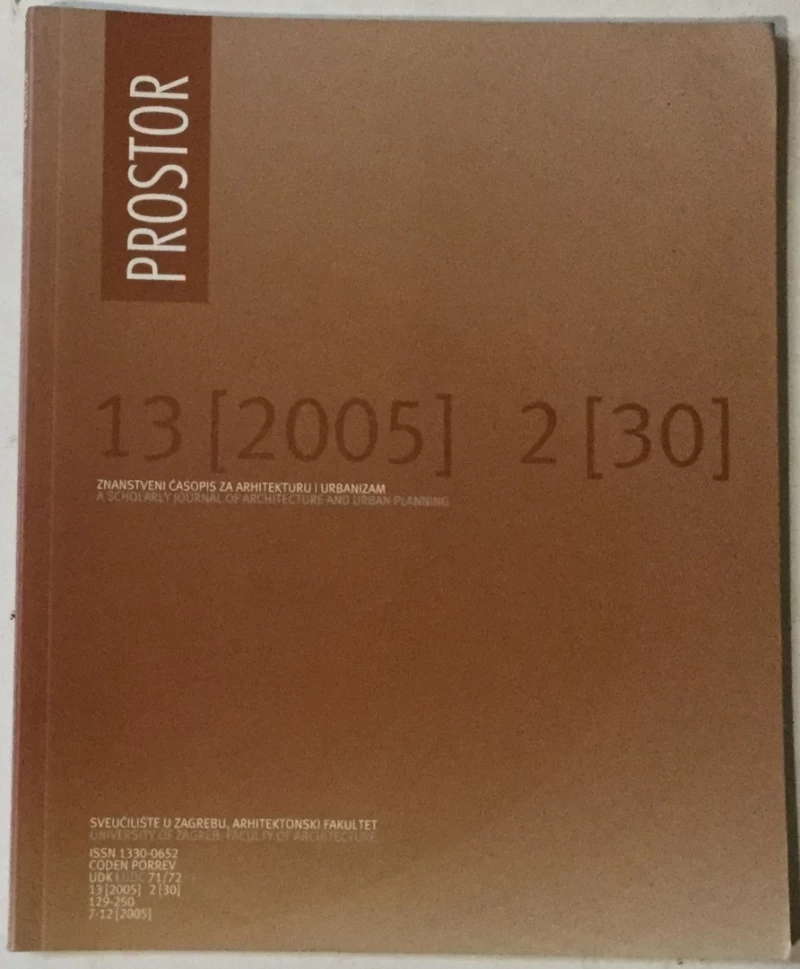 PROSTOR
13 [2005] 2 [30]
ZNANSTVENI ČASOPIS ZA ARHITEKTURU I URBANIZAM
A SCHOLARLY JOURNAL OF ARCHITECTURE AND URBAN PLANNING
SVEUČILIŠTE U ZAGREBU, ARHITEKTONSKI FAKULTET
UNIVERSITY OF ZAGREB, FACULTY OF ARCHITECTURE
ISSN 1330-0652
CODEN PORREV
UDK | UDC 71/72
13 [2005] 2 [30]
129-250
7-12 [2005]